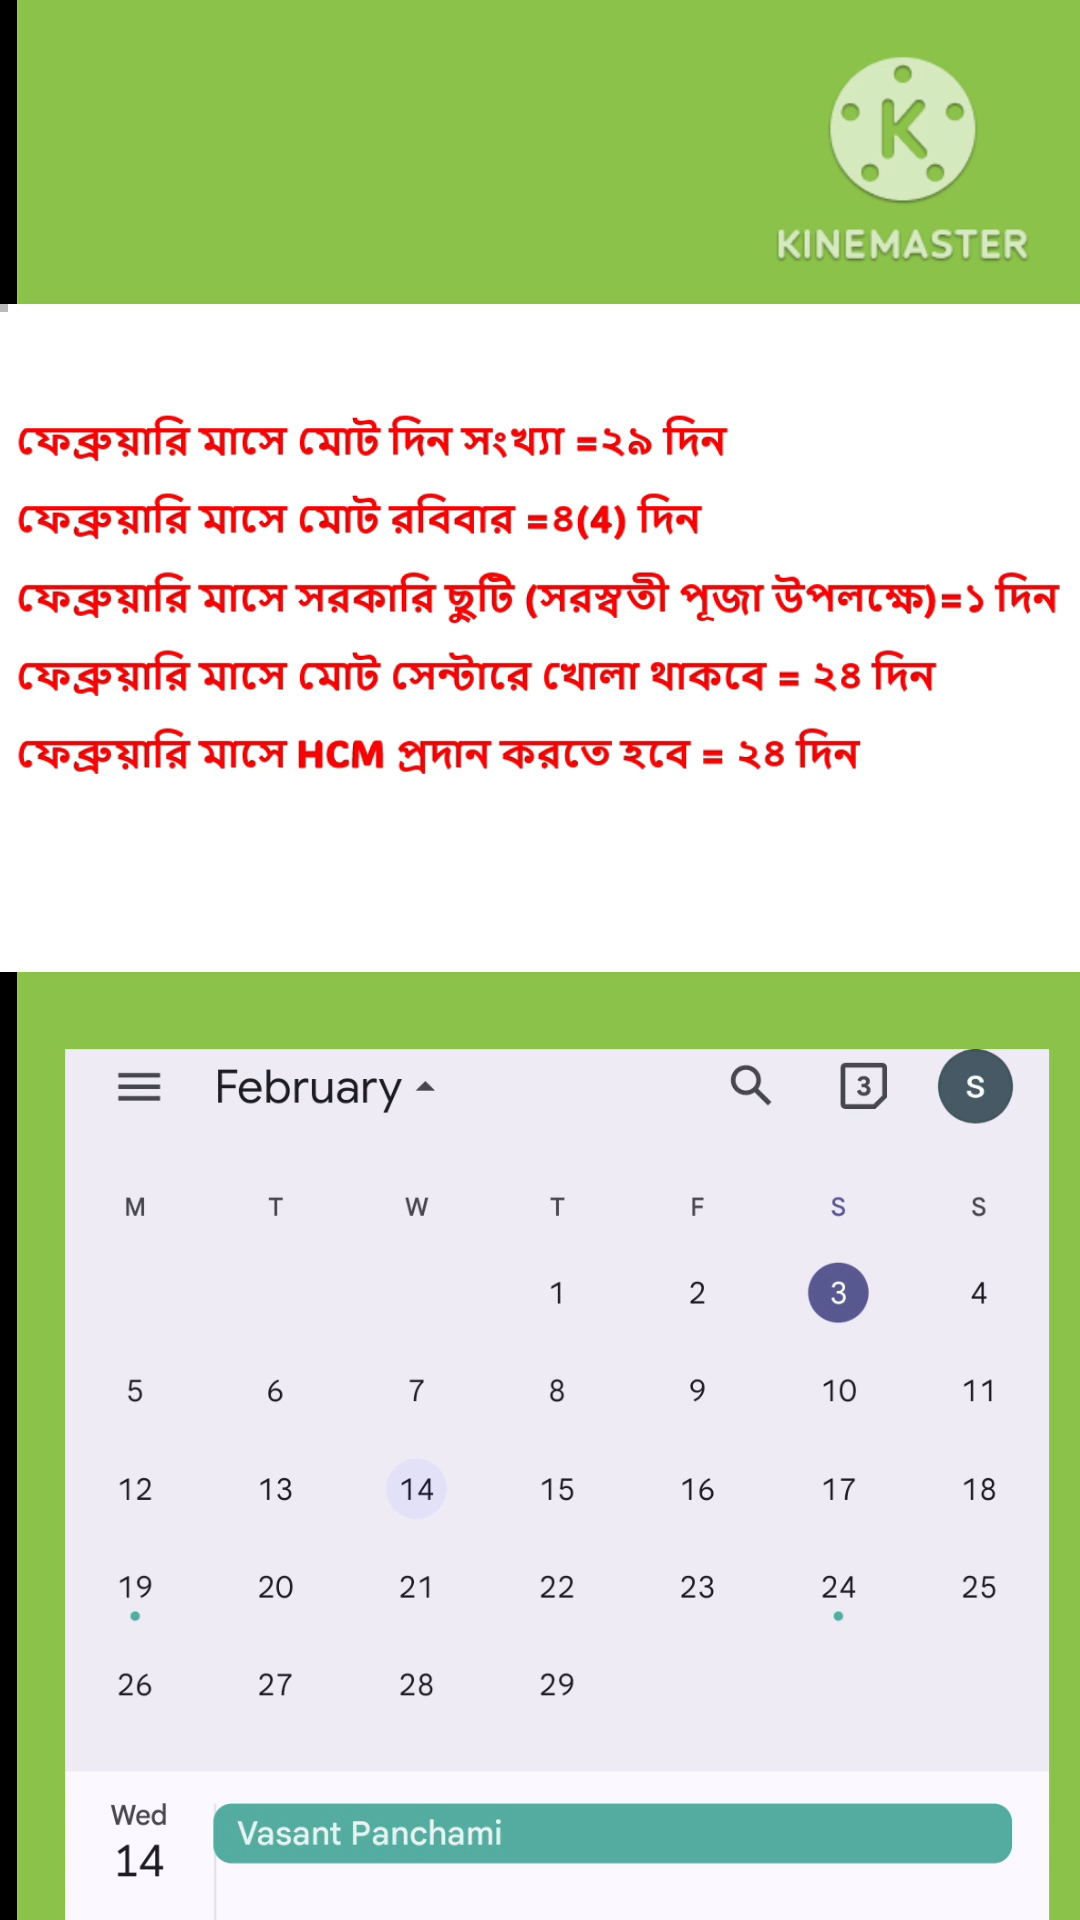 K
KINEMASTER
ফেব্রুয়ারি মাসে মোট দিন সংখ্যা =২৯ দিন
ফেব্রুয়ারি মাসে মোট রবিবার =৪(4) দিন
ফেব্রুয়ারি মাসে সরকারি ছুটি (সরস্বতী পূজা উপলক্ষে)=১ দিন
ফেব্রুয়ারি মাসে মোট সেন্টারে খোলা থাকবে = ২৪ দিন
ফেব্রুয়ারি মাসে HCM প্রদান করতে হবে = ২৪ দিন
February 3 S
M T W T F S S
1 2 3 4
5 6 7 8 9 10 11
12 13 14 15 16 17 18
19 20 21 22 23 24 25
26 27 28 29
Wed
14
Vasant Panchami